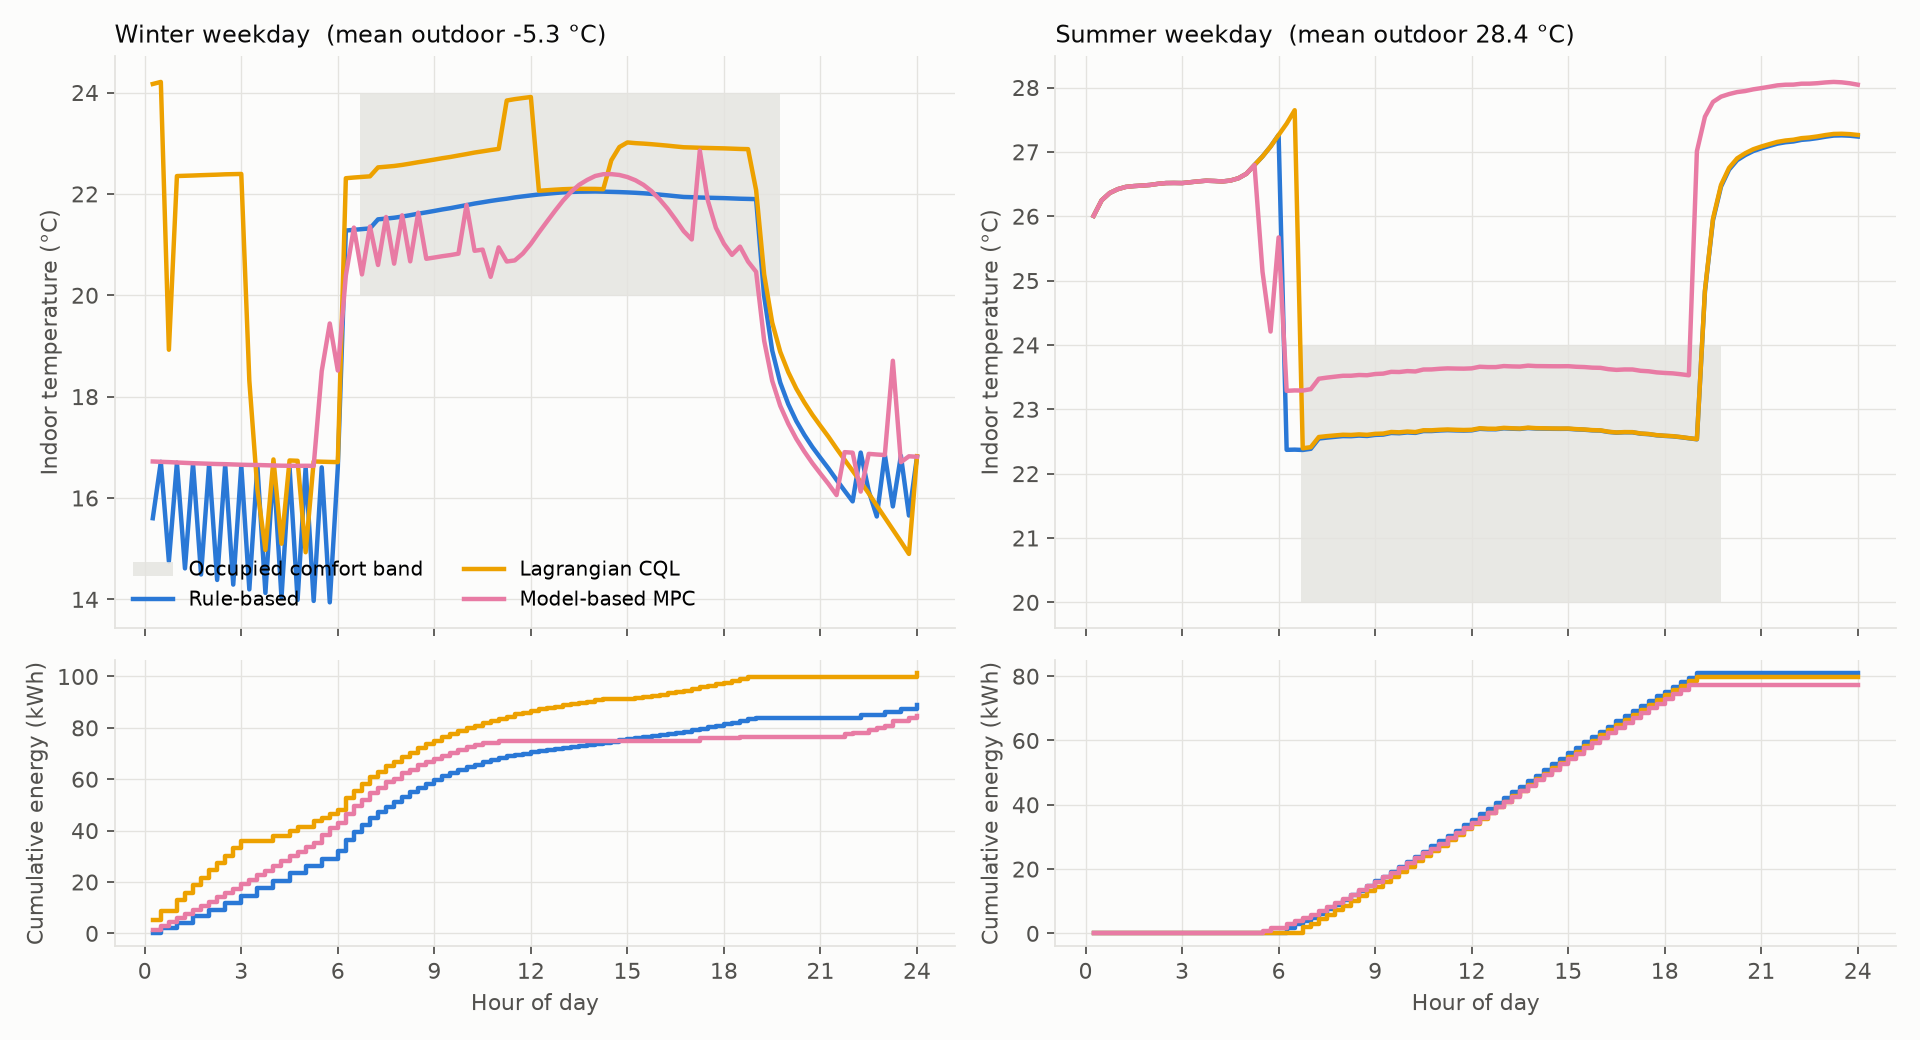 Winter weekday  (mean outdoor -5.3 °C)
Indoor temperature (°C)
24
22
20
18
16
14
Occupied comfort band
Rule-based
Lagrangian CQL
Model-based MPC
Summer weekday  (mean outdoor 28.4 °C)
Indoor temperature (°C)
28
27
26
25
24
23
22
21
20
Cumulative energy (kWh)
100
80
60
40
20
0
0 3 6 9 12 15 18 21 24
Hour of day
Cumulative energy (kWh)
80
60
40
20
0
0 3 6 9 12 15 18 21 24
Hour of day